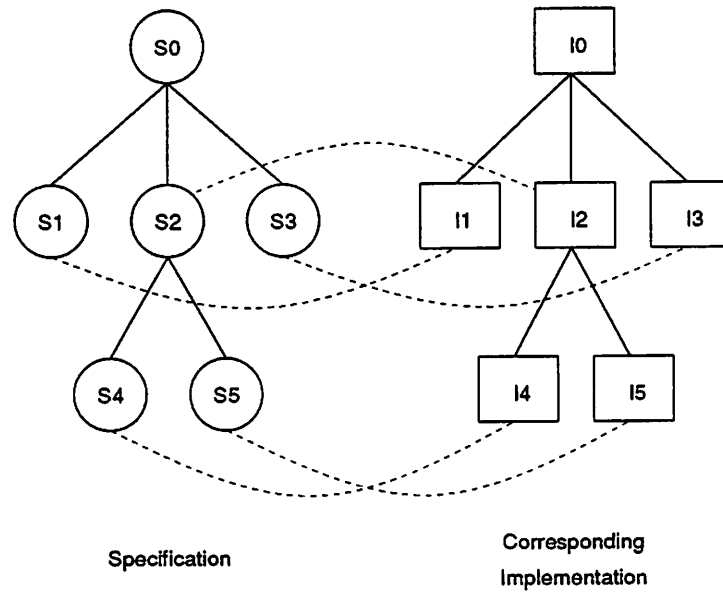 S0 I0
S1 S2 S3 I1 I2 I3
S4 S5 I4 I5
Specification
Corresponding
Implementation